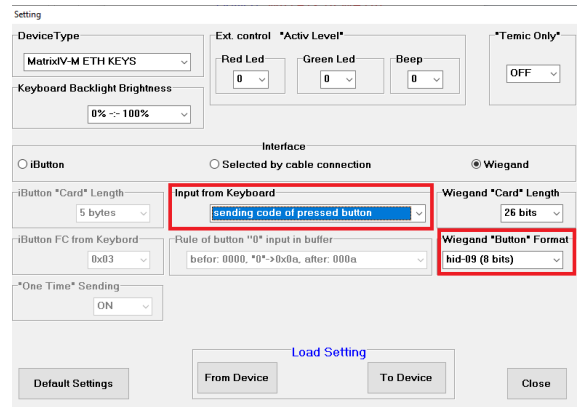 Setting
DeviceType
MatrixIV-M ETH KEYS
Keyboard Backlight Brightness
0% -:- 100%
Ext. control "Activ Level"
Red Led
0
Green Led
0
Beep
0
"Temic Only"
OFF
Interface
iButton
Selected by cable connection
Wiegand
iButton "Card" Length
5 bytes
Input from Keyboard
sending code of pressed button
Wiegand "Card" Length
26 bits
iButton FC from Keybord
0x03
Rule of button "0" input in buffer
befor: 0000, "0"->0x0a, after: 000a
Wiegand "Button" Format
hid-09 (8 bits)
"One Time" Sending
ON
Load Setting
Default Settings
From Device
To Device
Close